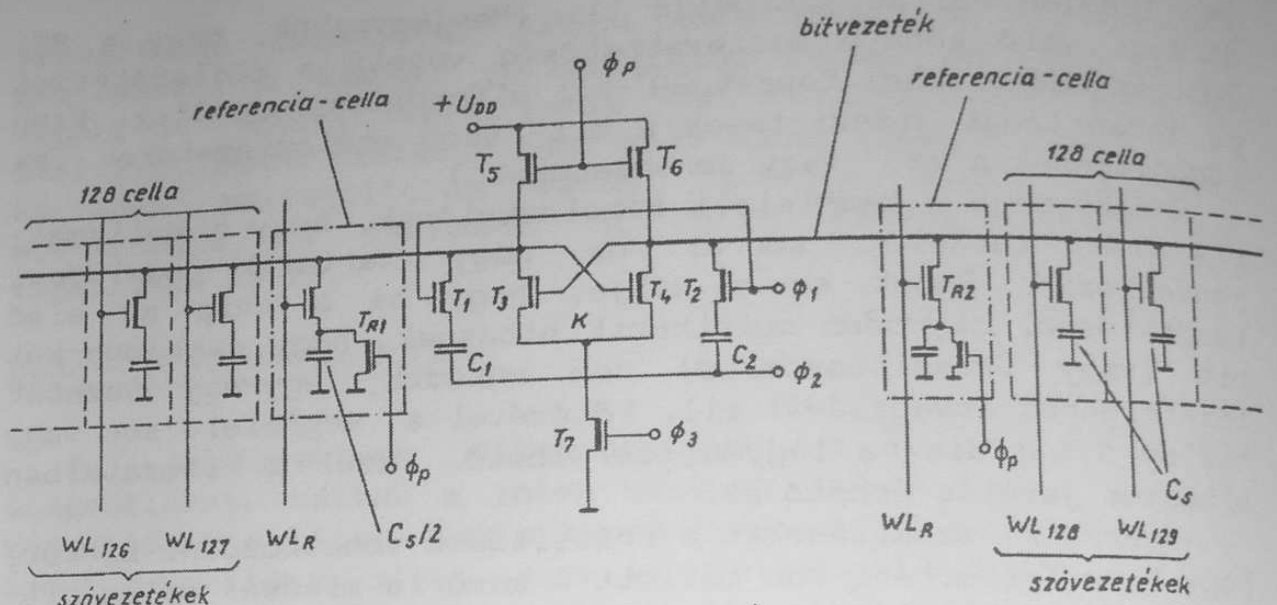 bitvezeték
ϕp
referencia-cella
referencia-cella
+UDD
T5
T6
128 cella
128 cella
T1
T3
T4
T2
ϕ1
TR1
TR2
K
C1
C2
ϕ2
T7
ϕ3
ϕp
ϕp
CS/2
CS
WL126
WL127
WLR
WLR
WL128
WL129
szóvezetékek
szóvezetékek